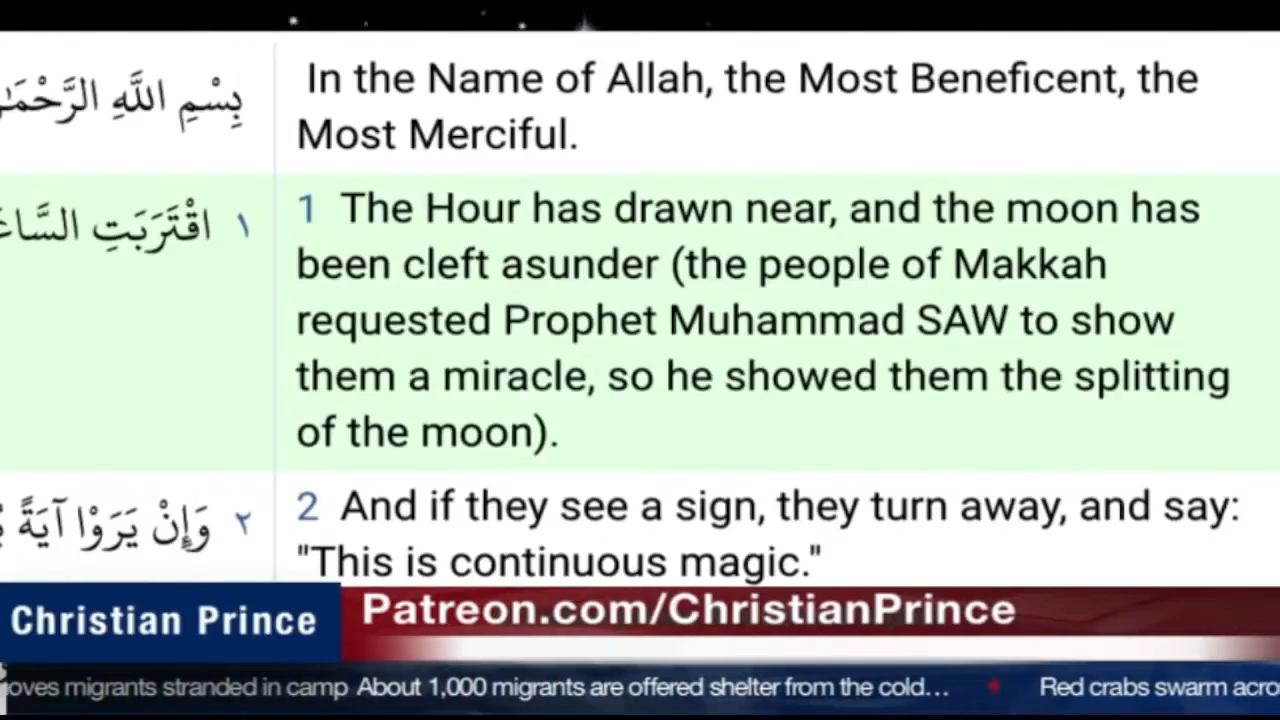 بِسْمِ اللَّهِ
In the Name of Allah, the Most Beneficent, the
Most Merciful.
١ اقْتَرَبَتِ
1 The Hour has drawn near, and the moon has
been cleft asunder (the people of Makkah
requested Prophet Muhammad SAW to show
them a miracle, so he showed them the splitting
of the moon).
٢ وَإِنْ يَرَوْا آيَةً
2 And if they see a sign, they turn away, and say:
"This is continuous magic."
Christian Prince
Patreon.com/ChristianPrince
migrants stranded in camp About 1,000 migrants are offered shelter from the cold... Red crabs swarm